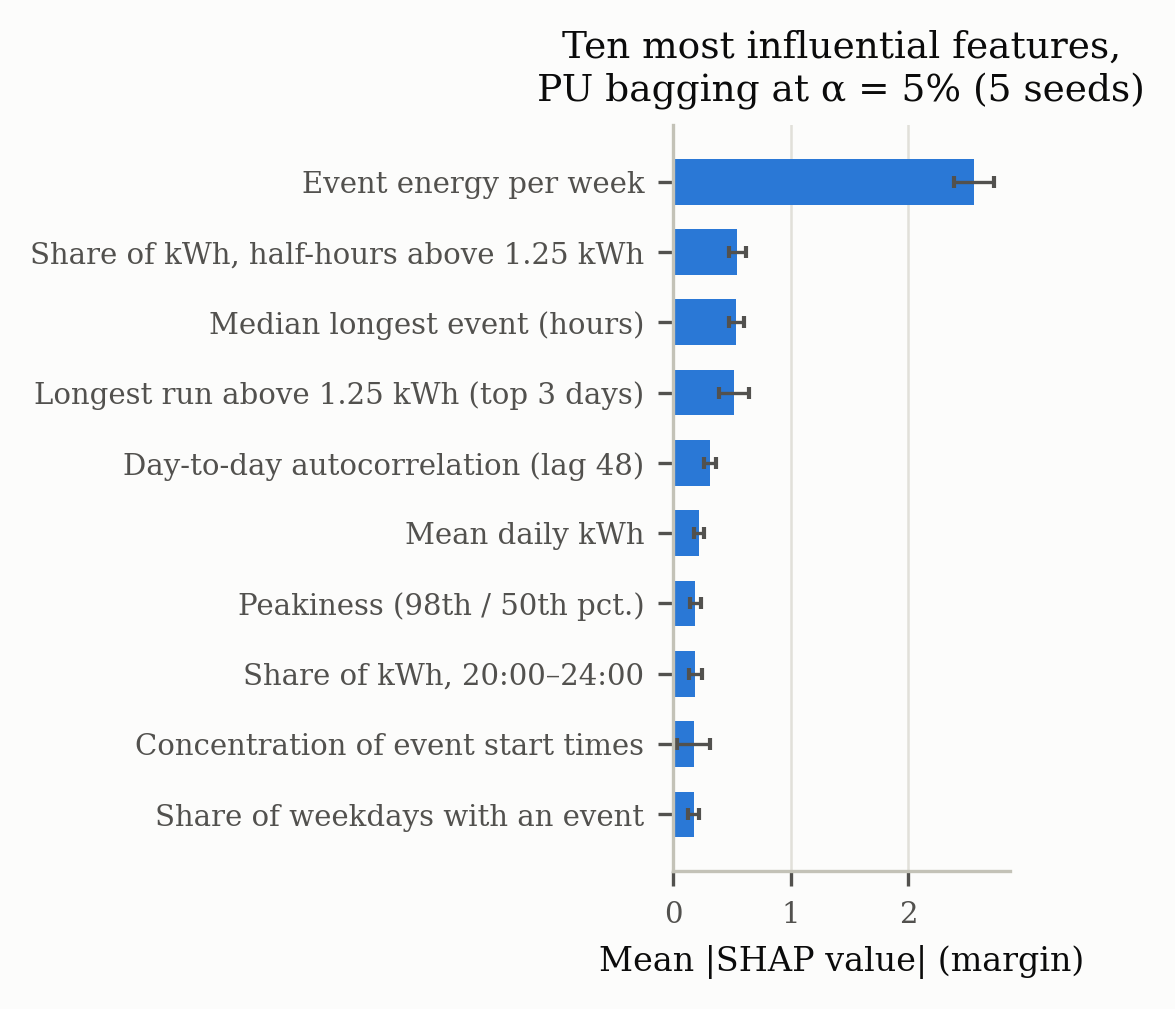 Ten most influential features,
PU bagging at α = 5% (5 seeds)
Event energy per week
Share of kWh, half-hours above 1.25 kWh
Median longest event (hours)
Longest run above 1.25 kWh (top 3 days)
Day-to-day autocorrelation (lag 48)
Mean daily kWh
Peakiness (98th / 50th pct.)
Share of kWh, 20:00–24:00
Concentration of event start times
Share of weekdays with an event
0 1 2
Mean |SHAP value| (margin)